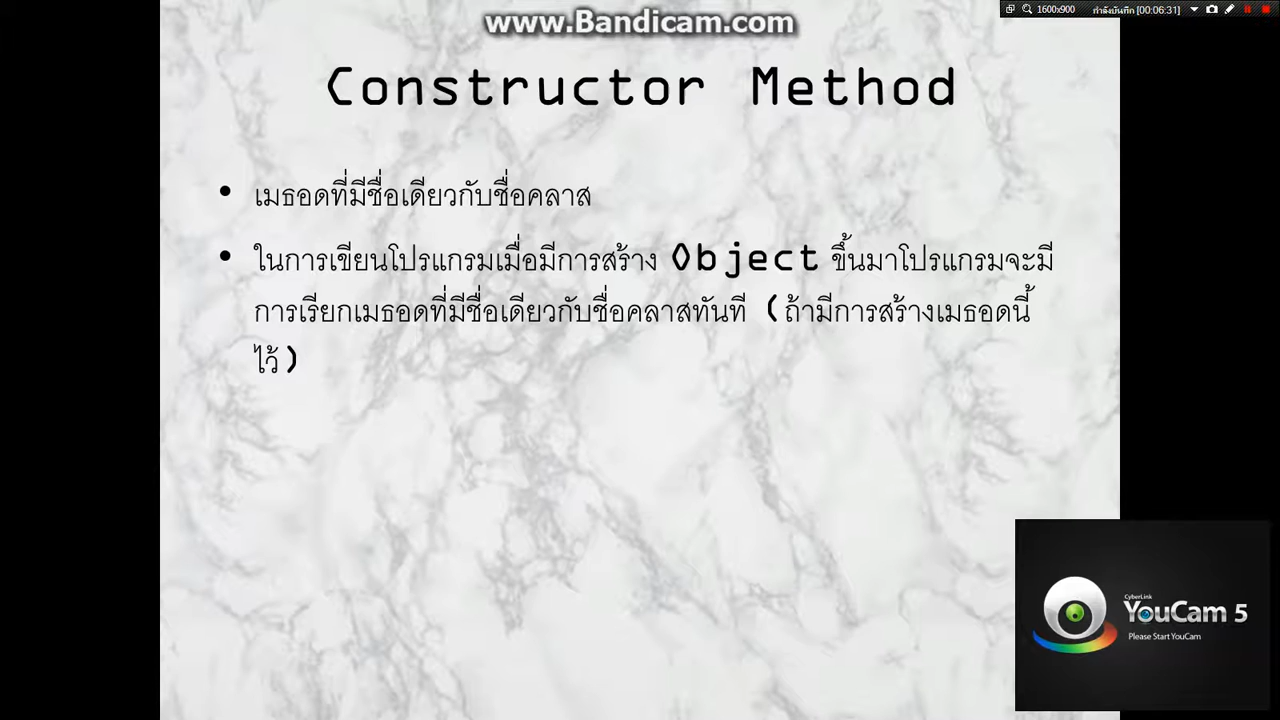 www.Bandicam.com
1600x900 กำลังบันทึก [00:06:31]
Constructor Method
• เมธอดที่มีชื่อเดียวกับชื่อคลาส
• ในการเขียนโปรแกรมเมื่อมีการสร้าง Object ขึ้นมาโปรแกรมจะมี
การเรียกเมธอดที่มีชื่อเดียวกับชื่อคลาสทันที (ถ้ามีการสร้างเมธอดนี้
ไว้)
CyberLink
YouCam 5
Please Start YouCam